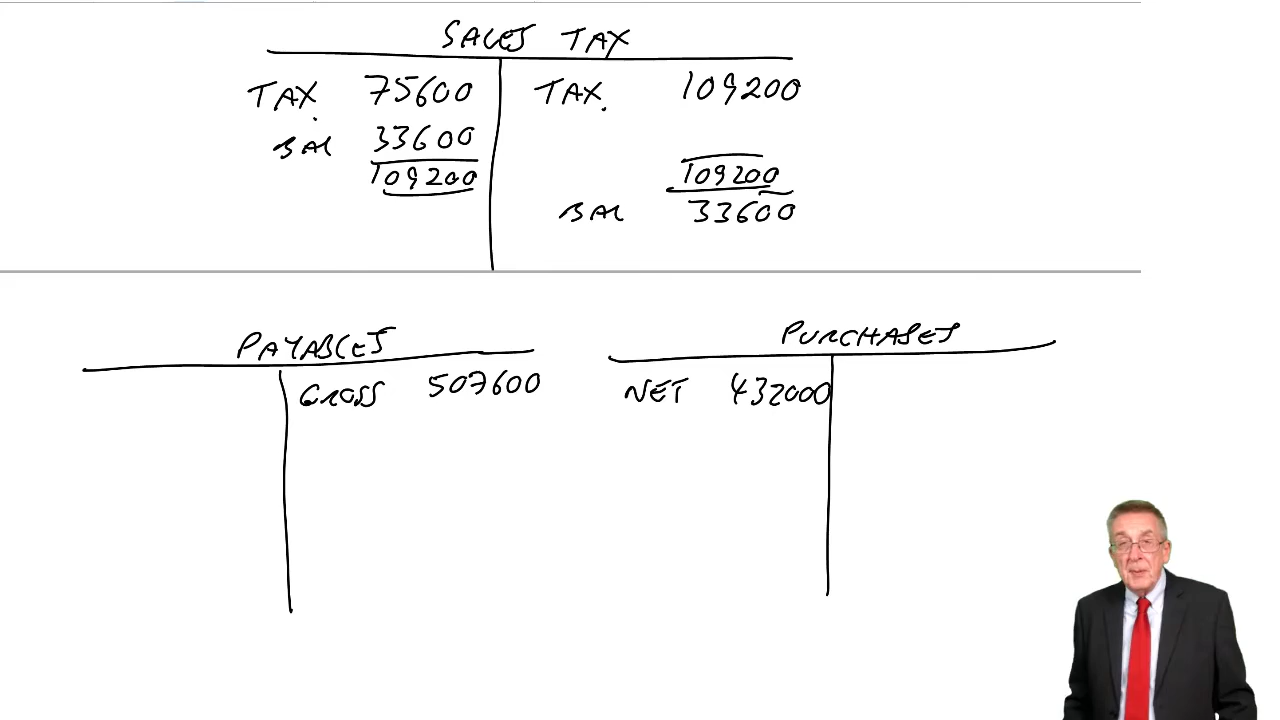 SALES TAX
TAX 75600 TAX. 109200
BAL 33600
109200 109200
BAL 33600
PAYABLES PURCHASES
GROSS 507600 NET 432000